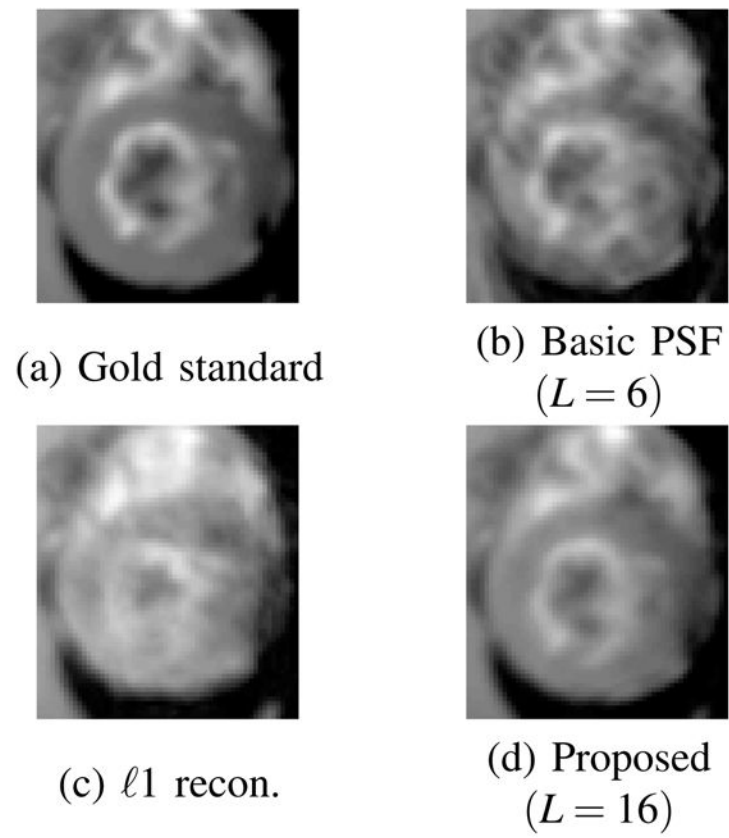 (a) Gold standard
(b) Basic PSF
(L = 6)
(c) ℓ1 recon.
(d) Proposed
(L = 16)